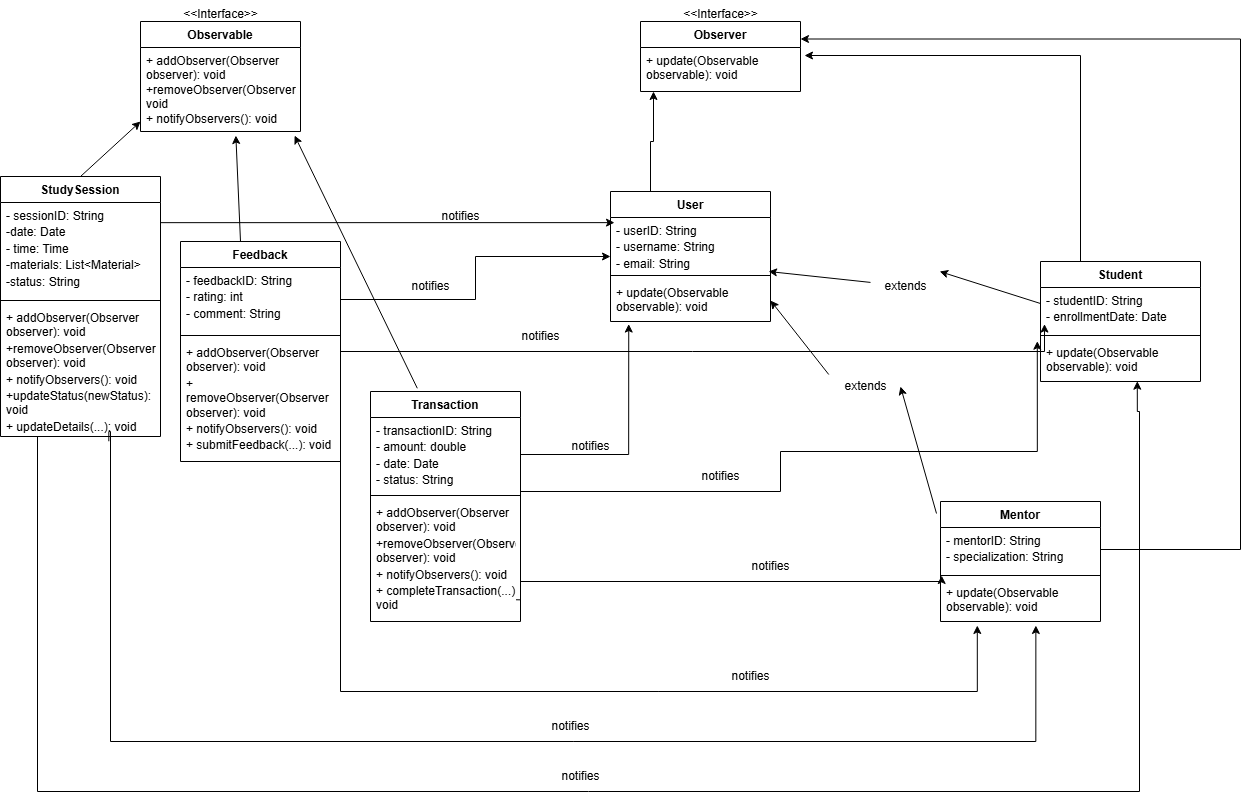 <<Interface>>
Observable
+ addObserver(Observer
observer): void
+removeObserver(Observer
void
+ notifyObservers(): void
<<Interface>>
Observer
+ update(Observable
observable): void
StudySession
- sessionID: String
-date: Date
- time: Time
-materials: List<Material>
-status: String
+ addObserver(Observer
observer): void
+removeObserver(Observer
observer): void
+ notifyObservers(): void
+updateStatus(newStatus):
void
+ updateDetails(...): void
Feedback
- feedbackID: String
- rating: int
- comment: String
+ addObserver(Observer
observer): void
+
removeObserver(Observer
observer): void
+ notifyObservers(): void
+ submitFeedback(...): void
Transaction
- transactionID: String
- amount: double
- date: Date
- status: String
+ addObserver(Observer
observer): void
+removeObserver(Observ
observer): void
+ notifyObservers(): void
+ completeTransaction(...)
void
User
- userID: String
- username: String
- email: String
+ update(Observable
observable): void
Student
- studentID: String
- enrollmentDate: Date
+ update(Observable
observable): void
Mentor
- mentorID: String
- specialization: String
+ update(Observable
observable): void
notifies
notifies
notifies
extends
extends
notifies
notifies
notifies
notifies
notifies
notifies